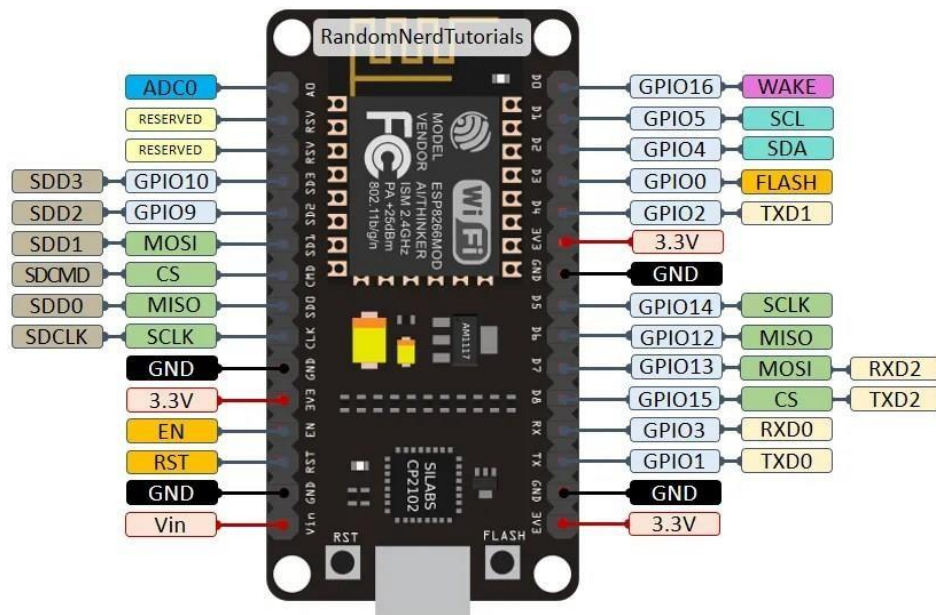 RandomNerdTutorials
ADC0
RESERVED
RESERVED
SDD3 GPIO10
SDD2 GPIO9
SDD1 MOSI
SDCMD CS
SDD0 MISO
SDCLK SCLK
GND
3.3V
EN
RST
GND
Vin
A0
RSV
RSV
SD3
SD2
SD1
CMD
SD0
CLK
GND
3V3
EN
RST
GND
Vin
MODEL
VENDOR
ESP8266MOD
AI/THINKER
ISM 2.4GHz
PA +25dBm
802.11b/g/n
FC
WiFi
AM1117
SILABS
CP2102
RST
FLASH
D0
D1
D2
D3
D4
3V3
GND
D5
D6
D7
D8
RX
TX
GND
3V3
GPIO16 WAKE
GPIO5 SCL
GPIO4 SDA
GPIO0 FLASH
GPIO2 TXD1
3.3V
GND
GPIO14 SCLK
GPIO12 MISO
GPIO13 MOSI RXD2
GPIO15 CS TXD2
GPIO3 RXD0
GPIO1 TXD0
GND
3.3V